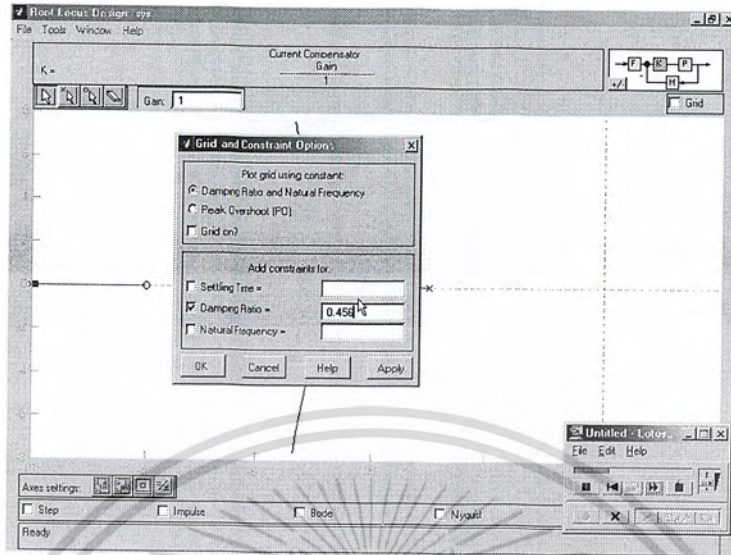 Root Locus Design: sys
File Tools Window Help
Current Compensator
K =
Gain
1
F K P
H
+/-
Gain: 1
Grid
Grid and Constraint Options
Plot grid using constant:
Damping Ratio and Natural Frequency
Peak Overshoot (PO)
Grid on?
Add constraints for:
Settling Time =
Damping Ratio = 0.456
Natural Frequency =
OK Cancel Help Apply
Untitled - Lotus...
File Edit Help
Axes settings:
Step Impulse Bode Nyquist
Ready